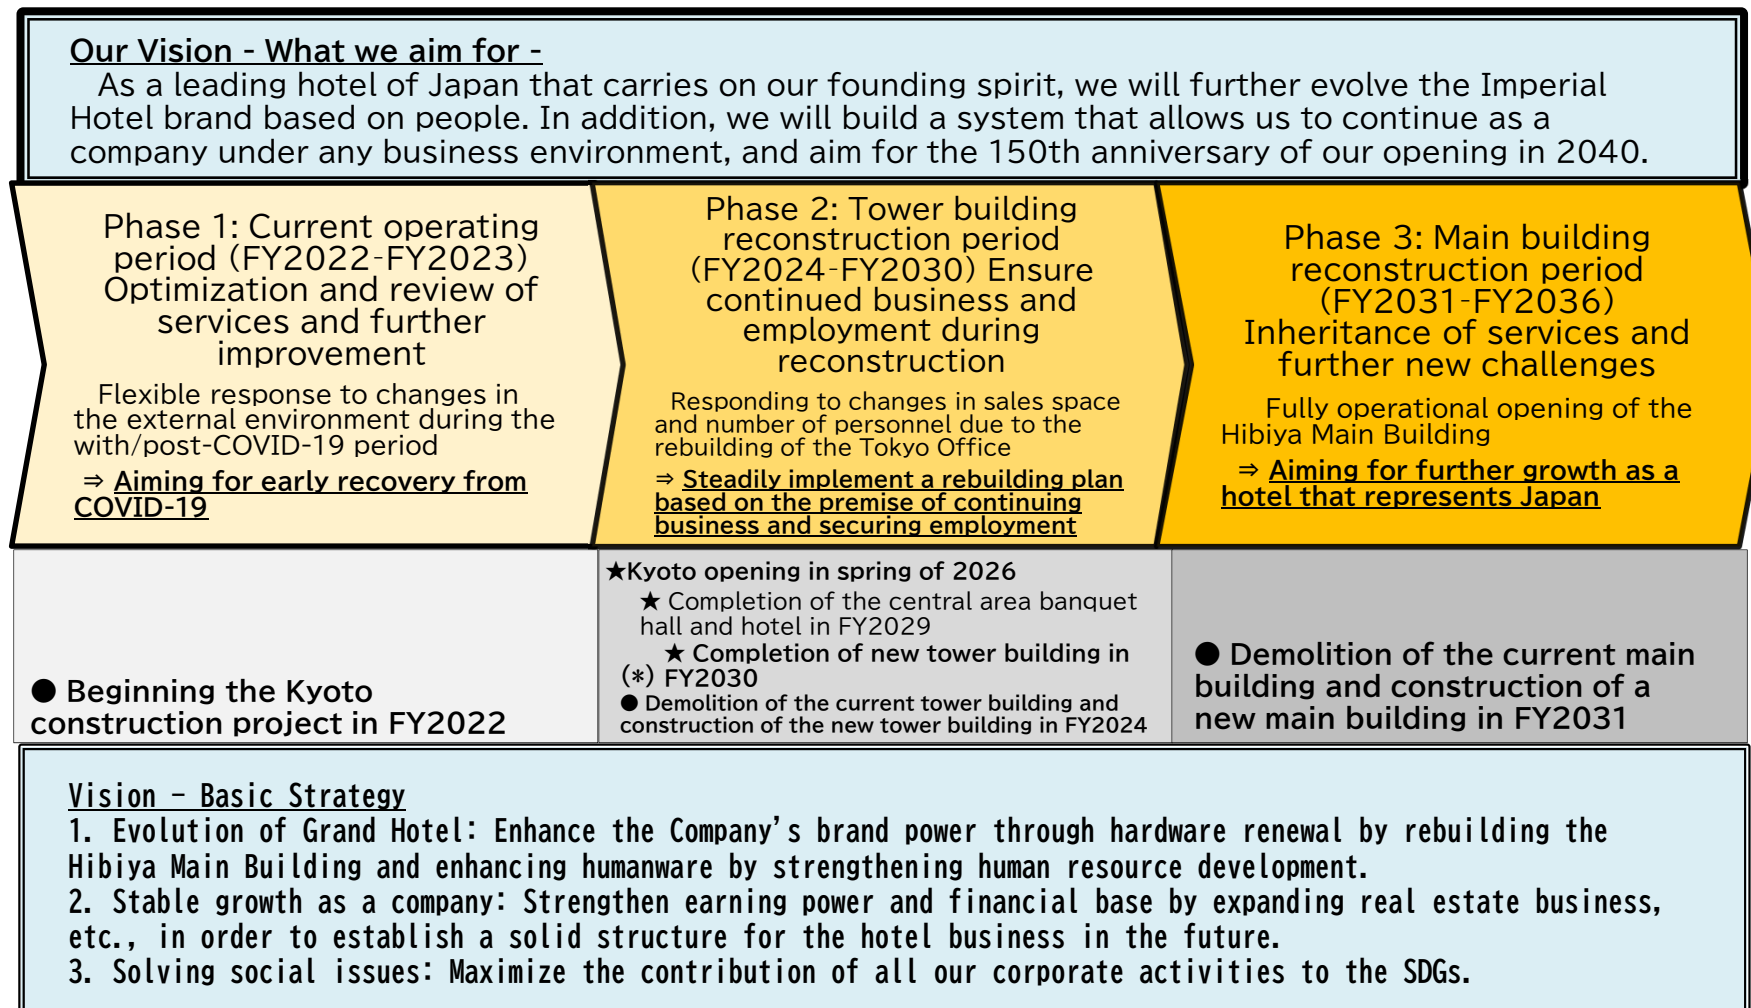 Our Vision - What we aim for -
As a leading hotel of Japan that carries on our founding spirit, we will further evolve the Imperial
Hotel brand based on people. In addition, we will build a system that allows us to continue as a
company under any business environment, and aim for the 150th anniversary of our opening in 2040.
Phase 1: Current operating
period (FY2022-FY2023)
Optimization and review of
services and further
improvement
Flexible response to changes in
the external environment during the
with/post-COVID-19 period
⇒ Aiming for early recovery from
COVID-19
Phase 2: Tower building
reconstruction period
(FY2024-FY2030) Ensure
continued business and
employment during
reconstruction
Responding to changes in sales space
and number of personnel due to the
rebuilding of the Tokyo Office
⇒ Steadily implement a rebuilding plan
based on the premise of continuing
business and securing employment
Phase 3: Main building
reconstruction period
(FY2031-FY2036)
Inheritance of services and
further new challenges
Fully operational opening of the
Hibiya Main Building
⇒ Aiming for further growth as a
hotel that represents Japan
● Beginning the Kyoto
construction project in FY2022
★Kyoto opening in spring of 2026
★ Completion of the central area banquet
hall and hotel in FY2029
★ Completion of new tower building in
(*) FY2030
● Demolition of the current tower building and
construction of the new tower building in FY2024
● Demolition of the current main
building and construction of a
new main building in FY2031
Vision – Basic Strategy
1. Evolution of Grand Hotel: Enhance the Company's brand power through hardware renewal by rebuilding the
Hibiya Main Building and enhancing humanware by strengthening human resource development.
2. Stable growth as a company: Strengthen earning power and financial base by expanding real estate business,
etc., in order to establish a solid structure for the hotel business in the future.
3. Solving social issues: Maximize the contribution of all our corporate activities to the SDGs.